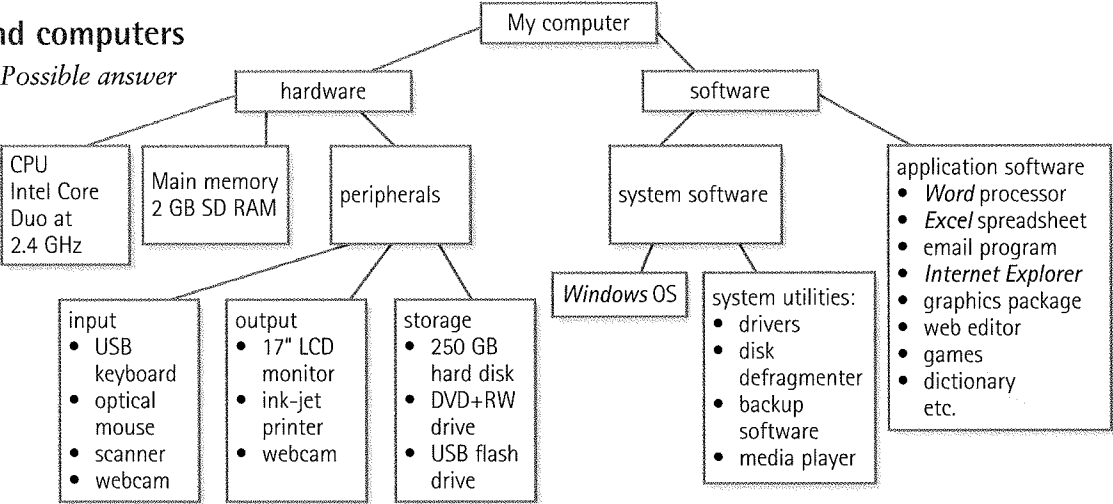 nd computers
Possible answer
My computer
hardware
software
CPU
Intel Core
Duo at
2.4 GHz
Main memory
2 GB SD RAM
peripherals
system software
application software
• Word processor
• Excel spreadsheet
• email program
• Internet Explorer
• graphics package
• web editor
• games
• dictionary
etc.
input
• USB
keyboard
• optical
mouse
• scanner
• webcam
output
• 17" LCD
monitor
• ink-jet
printer
• webcam
storage
• 250 GB
hard disk
• DVD+RW
drive
• USB flash
drive
Windows OS
system utilities:
• drivers
• disk
defragmenter
• backup
software
• media player